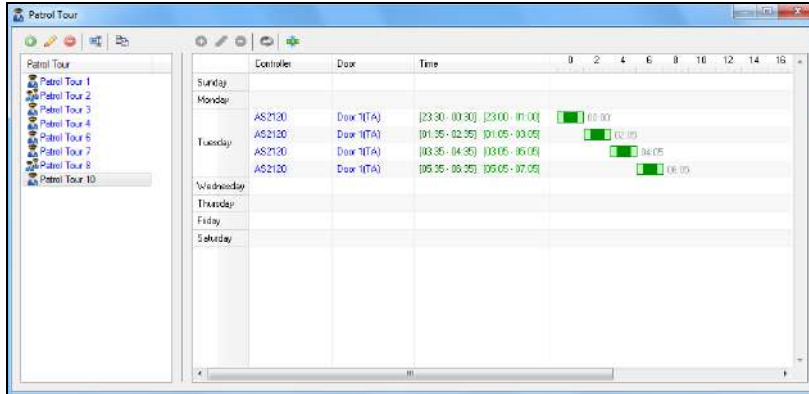 Patrol Tour
Patrol Tour
Controller Door Time 0 2 4 6 8 10 12 14 16
Patrol Tour 1
Patrol Tour 2
Patrol Tour 3
Patrol Tour 4
Patrol Tour 6
Patrol Tour 7
Patrol Tour 8
Patrol Tour 10
Sunday
Monday
Tuesday
AS2120 Door 1(TA) [23:30 - 00:30] [23:00 - 01:00] 00:00
AS2120 Door 1(TA) [01:35 - 02:35] [01:05 - 03:05] 02:05
AS2120 Door 1(TA) [03:35 - 04:35] [03:05 - 05:05] 04:05
AS2120 Door 1(TA) [05:35 - 06:35] [05:05 - 07:05] 06:05
Wednesday
Thursday
Friday
Saturday